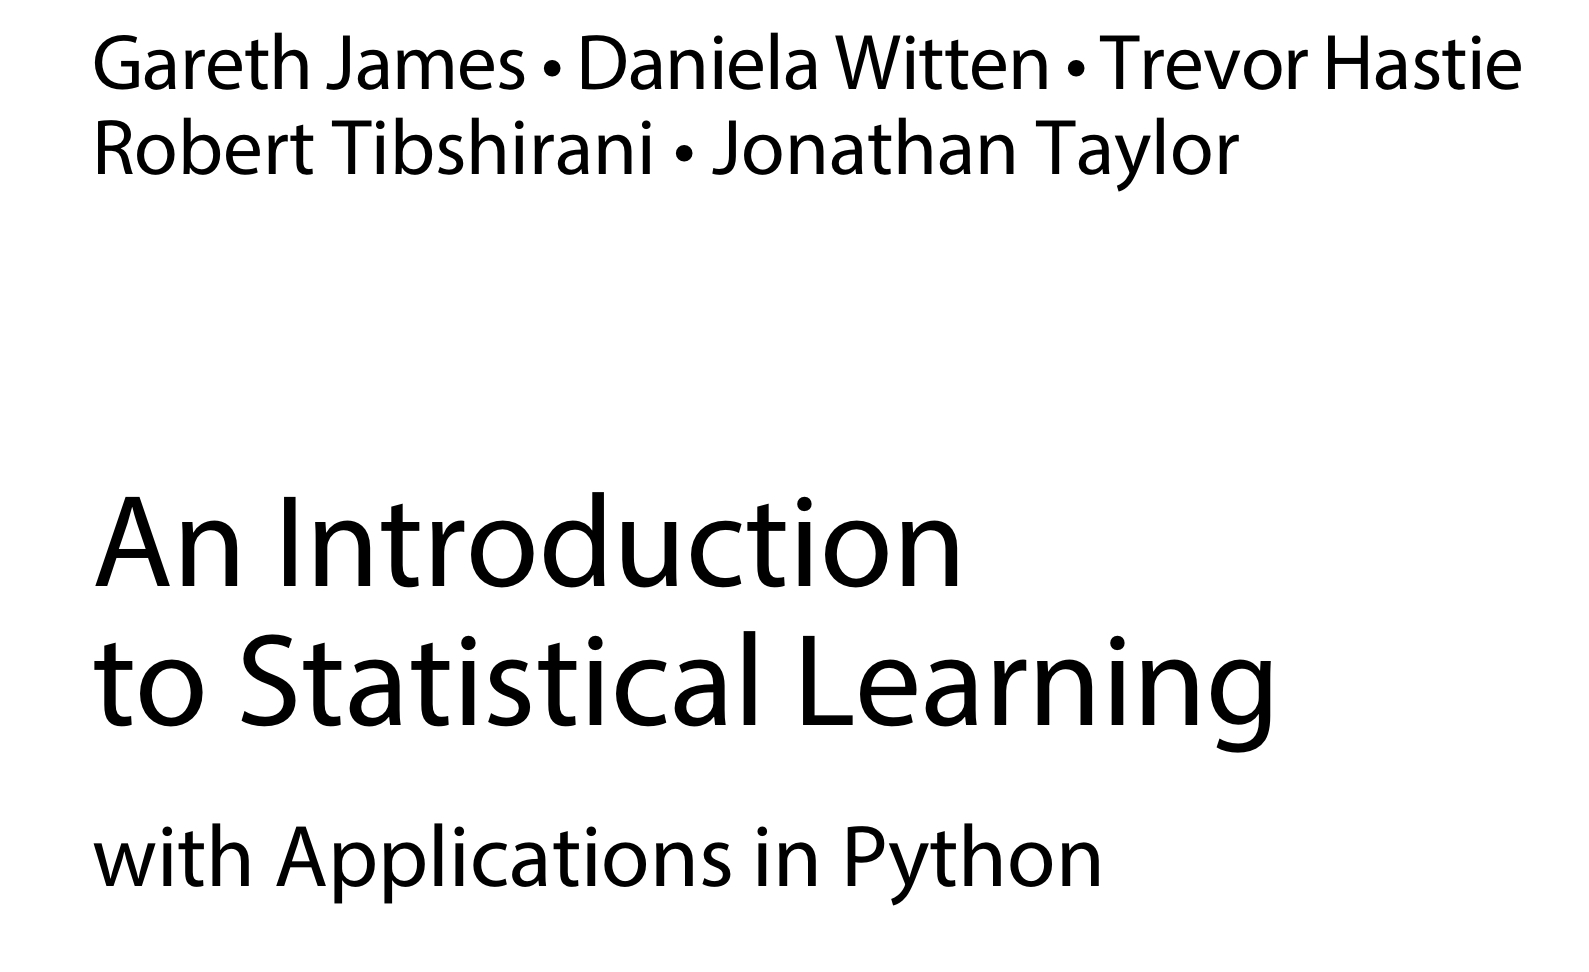 Gareth James • Daniela Witten • Trevor Hastie
Robert Tibshirani • Jonathan Taylor
An Introduction
to Statistical Learning
with Applications in Python